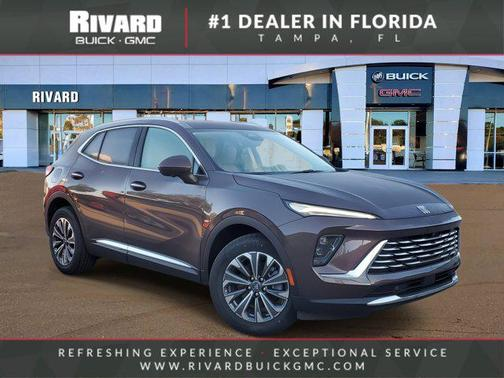 RIVARD
BUICK · GMC
#1 DEALER IN FLORIDA
TAMPA, FL
RIVARD
BUICK
GMC
REFRESHING EXPERIENCE · EXCEPTIONAL SERVICE
WWW.RIVARDBUICKGMC.COM